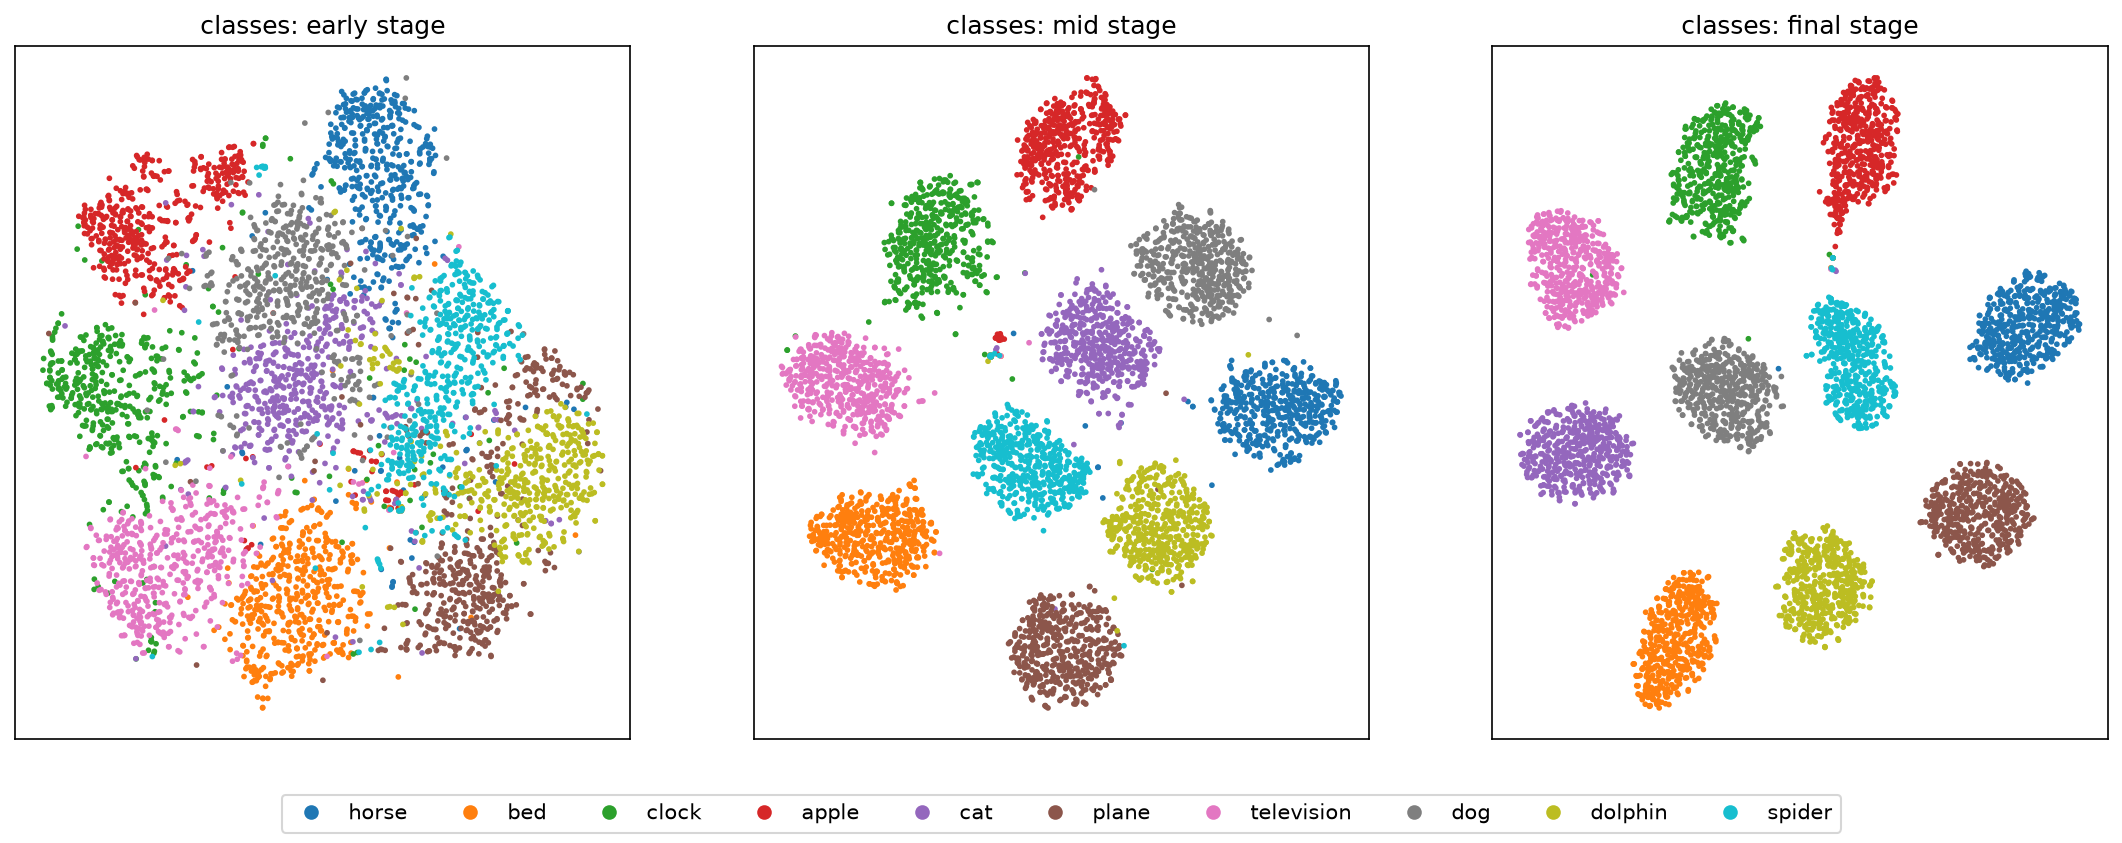 classes: early stage
classes: mid stage
classes: final stage
horse bed clock apple cat plane television dog dolphin spider